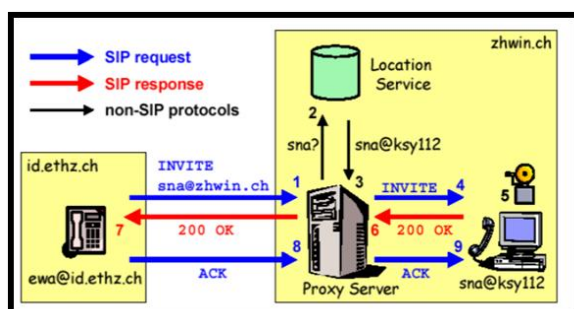 SIP request
SIP response
non-SIP protocols
zhwin.ch
Location
Service
2
sna?
sna@ksy112
id.ethz.ch
INVITE
sna@zhwin.ch
1
3
INVITE
4
5
7
200 OK
6
200 OK
8
9
ACK
ACK
ewa@id.ethz.ch
Proxy Server
sna@ksy112